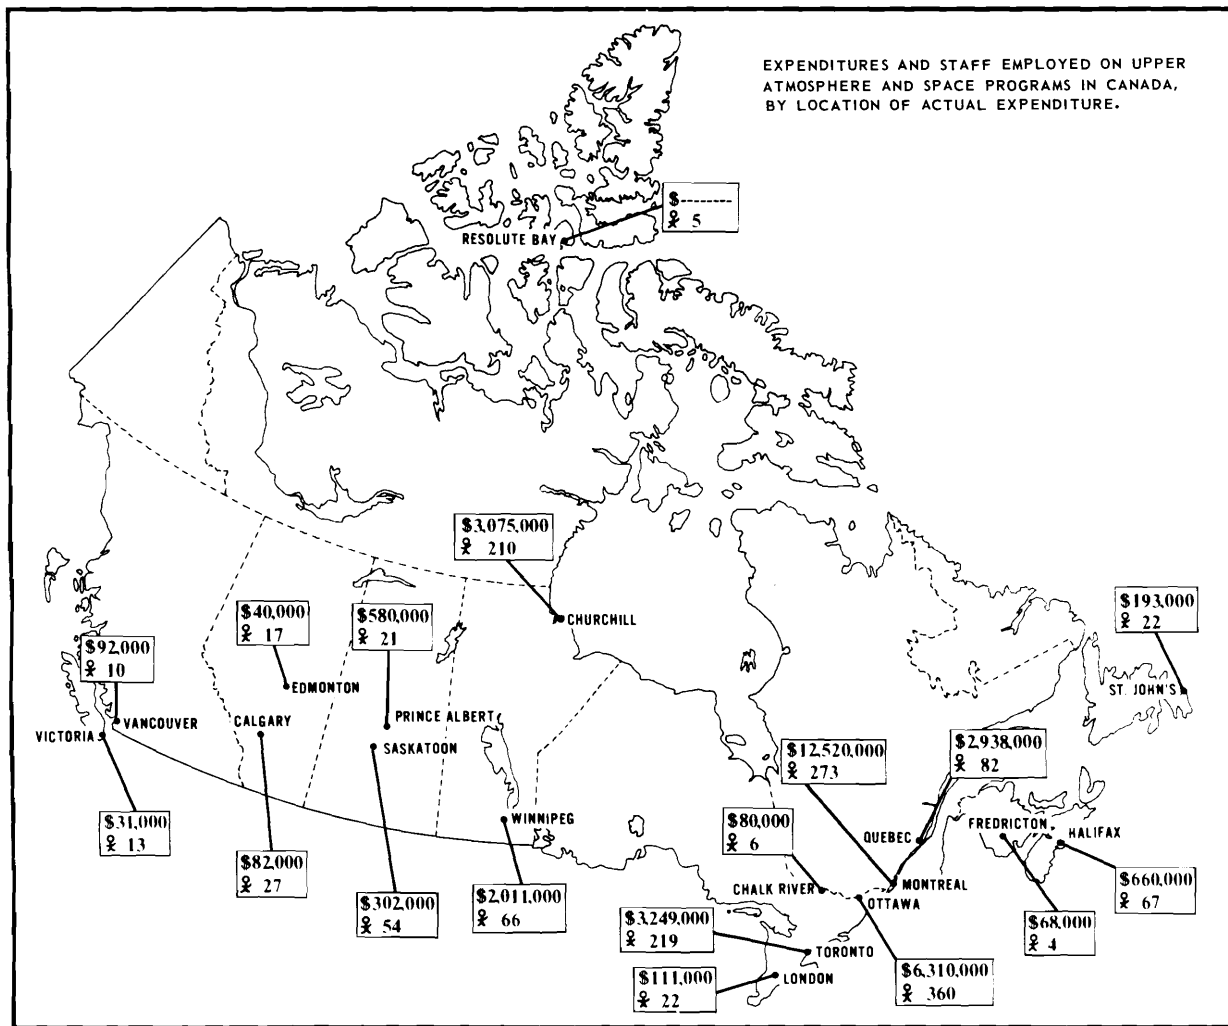 EXPENDITURES AND STAFF EMPLOYED ON UPPER
ATMOSPHERE AND SPACE PROGRAMS IN CANADA,
BY LOCATION OF ACTUAL EXPENDITURE.
$----------
5
RESOLUTE BAY
$3,075,000
210
CHURCHILL
$40,000
17
EDMONTON
$580,000
21
PRINCE ALBERT
$92,000
10
VANCOUVER
VICTORIA
$31,000
13
CALGARY
$82,000
27
SASKATOON
$302,000
54
WINNIPEG
$2,011,000
66
$193,000
22
ST. JOHN'S
$12,520,000
273
MONTREAL
$2,938,000
82
QUEBEC
$80,000
6
CHALK RIVER
FREDRICTON
$68,000
4
HALIFAX
$660,000
67
OTTAWA
$6,310,000
360
$3,249,000
219
TORONTO
$111,000
22
LONDON